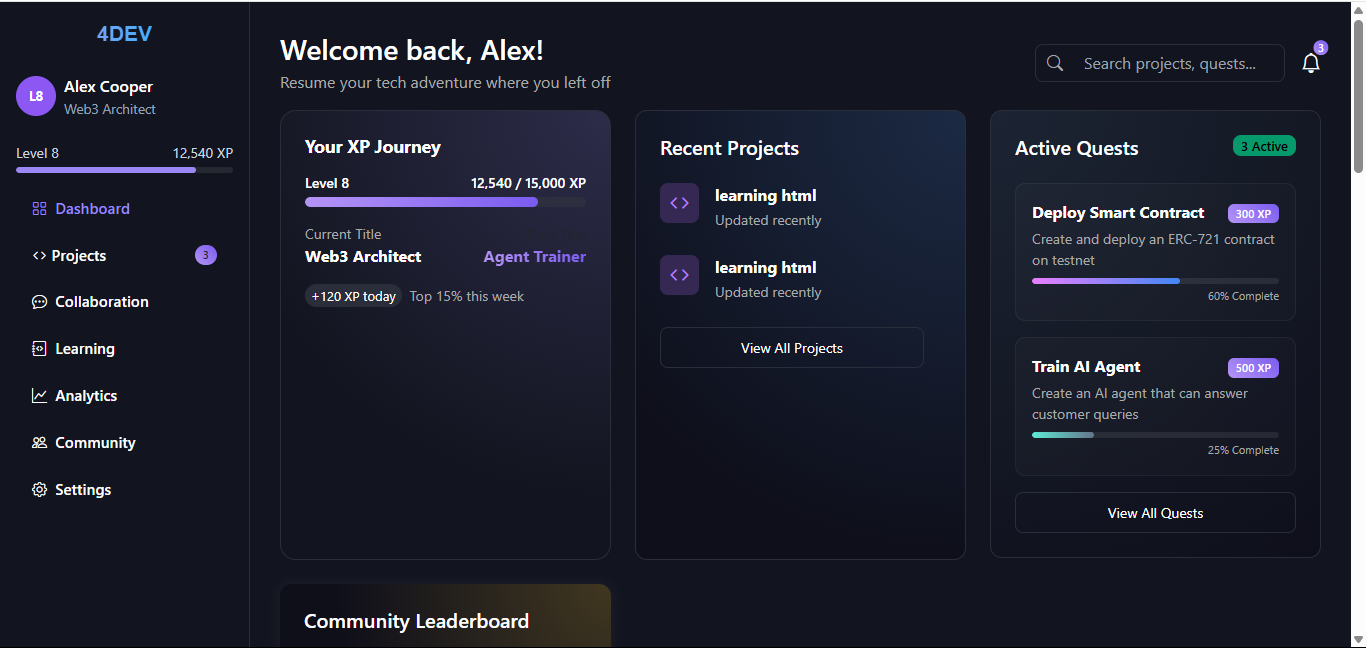 4DEV
L8
Alex Cooper
Web3 Architect
Level 8 12,540 XP
Dashboard
Projects 3
Collaboration
Learning
Analytics
Community
Settings
Welcome back, Alex!
Resume your tech adventure where you left off
Search projects, quests...
3
Your XP Journey
Level 8 12,540 / 15,000 XP
Current Title
Web3 Architect Agent Trainer
+120 XP today Top 15% this week
Recent Projects
learning html
Updated recently
learning html
Updated recently
View All Projects
Active Quests 3 Active
Deploy Smart Contract 300 XP
Create and deploy an ERC-721 contract
on testnet
60% Complete
Train AI Agent 500 XP
Create an AI agent that can answer
customer queries
25% Complete
View All Quests
Community Leaderboard